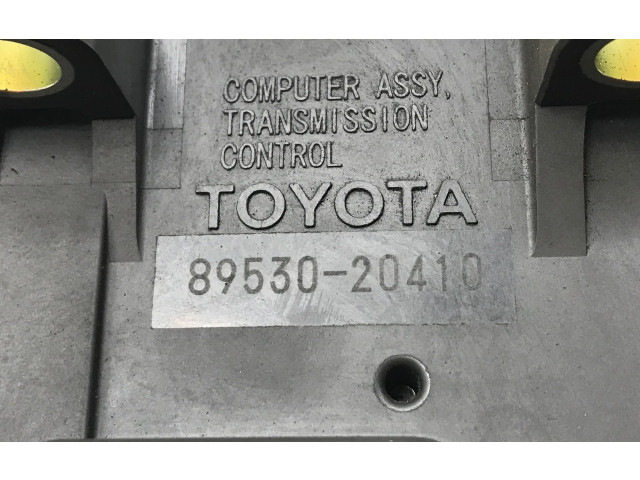 COMPUTER ASSY,
TRANSMISSION
CONTROL
TOYOTA
89530-20410